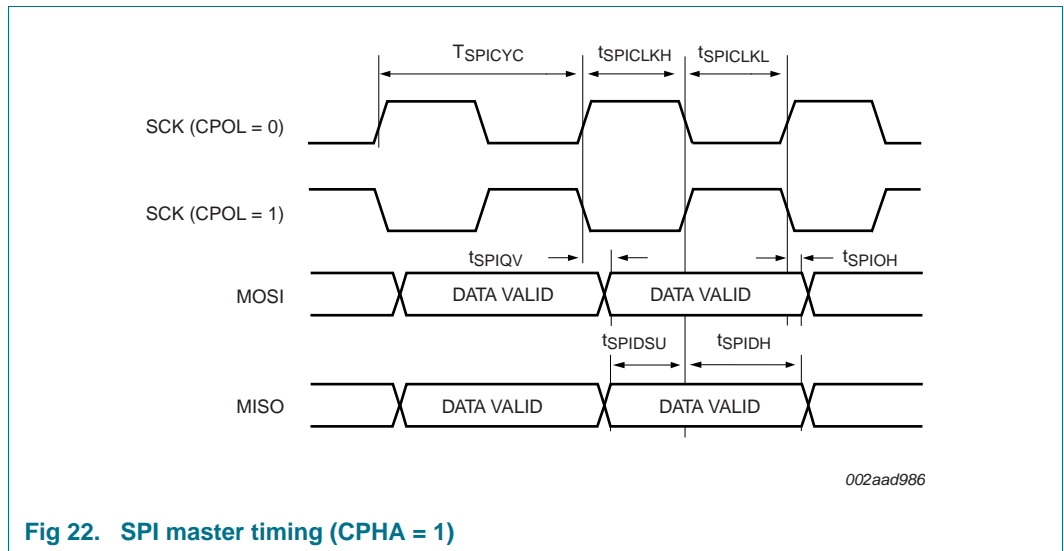 TSPICYC tSPICLKH tSPICLKL
SCK (CPOL = 0)
SCK (CPOL = 1)
tSPIQV tSPIOH
MOSI DATA VALID DATA VALID
tSPIDSU tSPIDH
MISO DATA VALID DATA VALID
002aad986
Fig 22. SPI master timing (CPHA = 1)